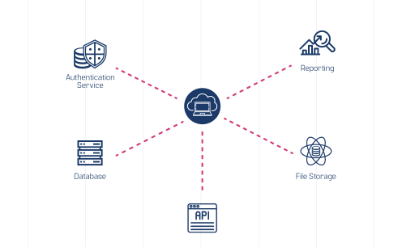 Reporting
Authentication
Service
Database
File Storage
API